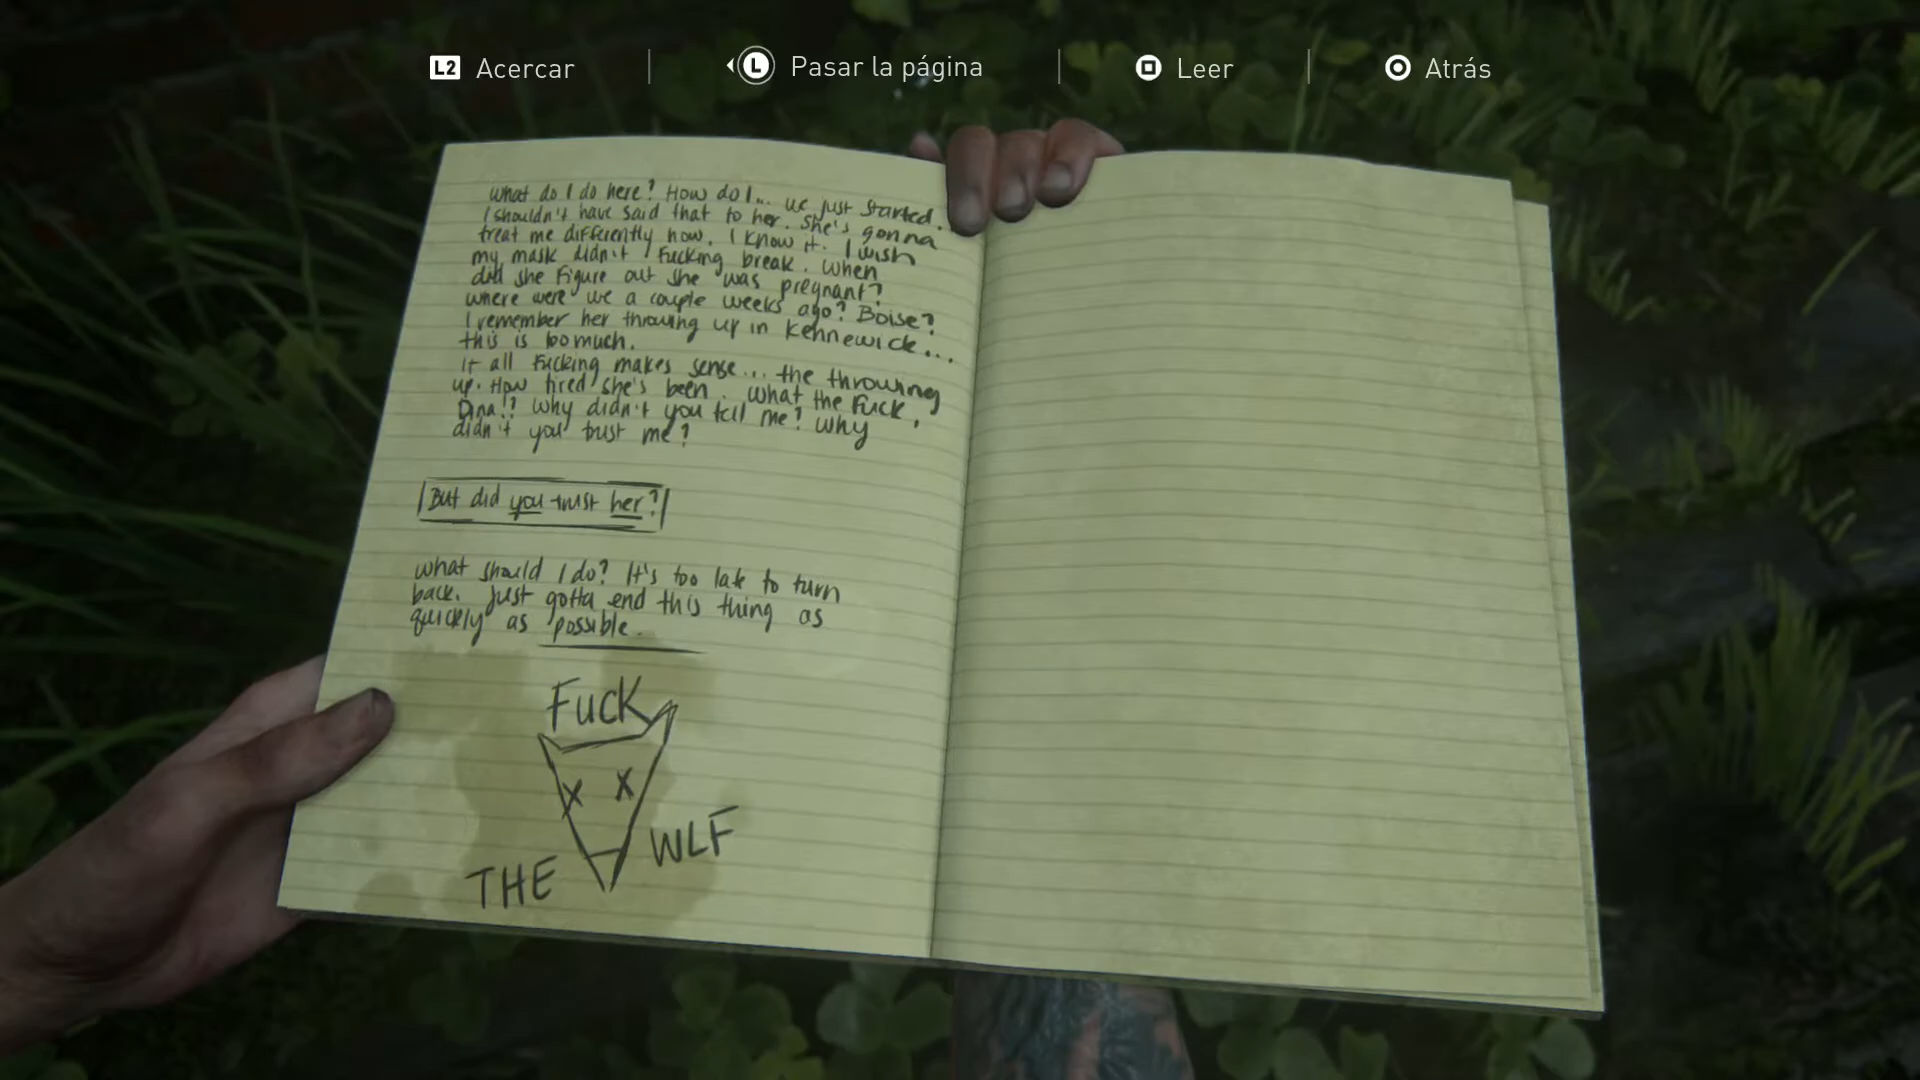 L2 Acercar L Pasar la página Leer Atrás
What do I do here? How do I... we just started.
I shouldn't have said that to her. She's gonna
treat me differently now. I know it. I wish
my mask didn't fucking break. When
did she figure out she was pregnant?
where were we a couple weeks ago? Boise?
I remember her throwing up in Kennewick...
this is too much.
It all fucking makes sense... the throwing
up. How tired she's been. What the Fuck,
Dina!? Why didn't you tell me? Why
didn't you trust me?
But did you trust her?
what should I do? It's too late to turn
back. Just gotta end this thing as
quickly as possible.
Fuck
THE WLF